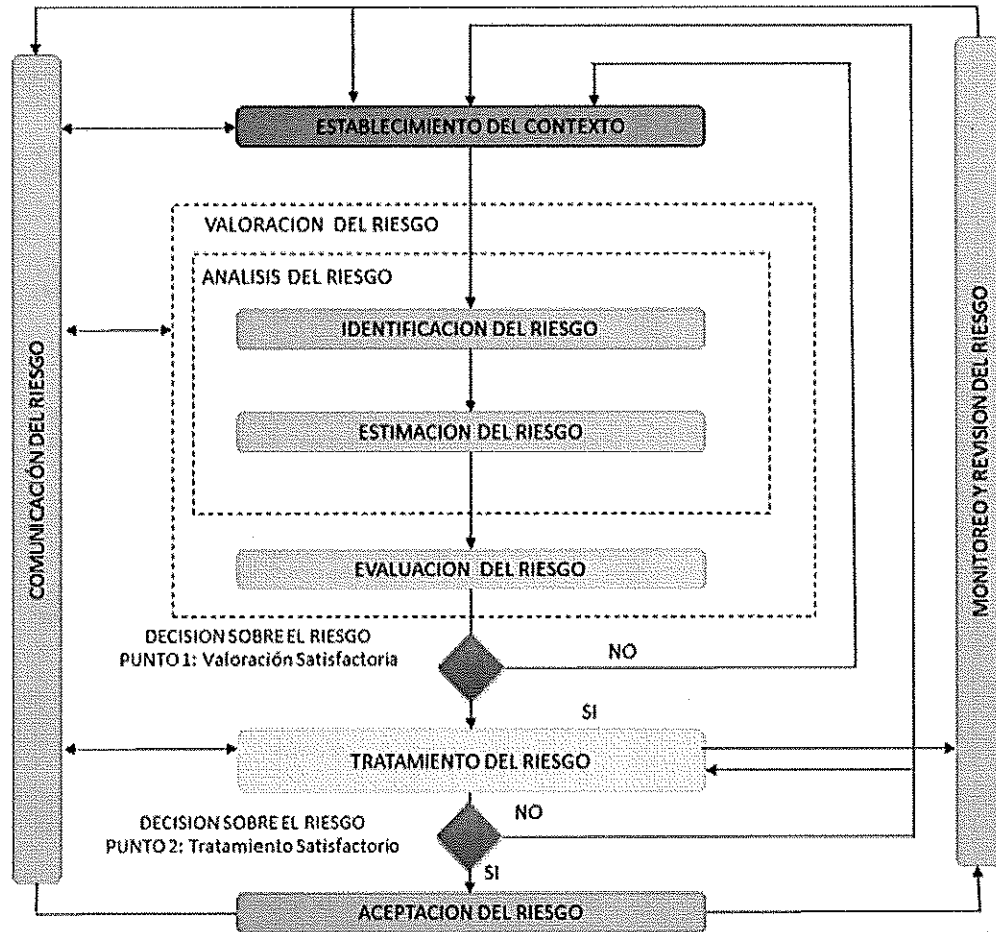 ESTABLECIMIENTO DEL CONTEXTO
VALORACION DEL RIESGO
ANALISIS DEL RIESGO
IDENTIFICACION DEL RIESGO
ESTIMACION DEL RIESGO
EVALUACION DEL RIESGO
DECISION SOBRE EL RIESGO
PUNTO 1: Valoración Satisfactoria
NO
SI
TRATAMIENTO DEL RIESGO
DECISION SOBRE EL RIESGO
PUNTO 2: Tratamiento Satisfactorio
NO
SI
ACEPTACION DEL RIESGO
COMUNICACIÓN DEL RIESGO
MONITOREO Y REVISION DEL RIESGO